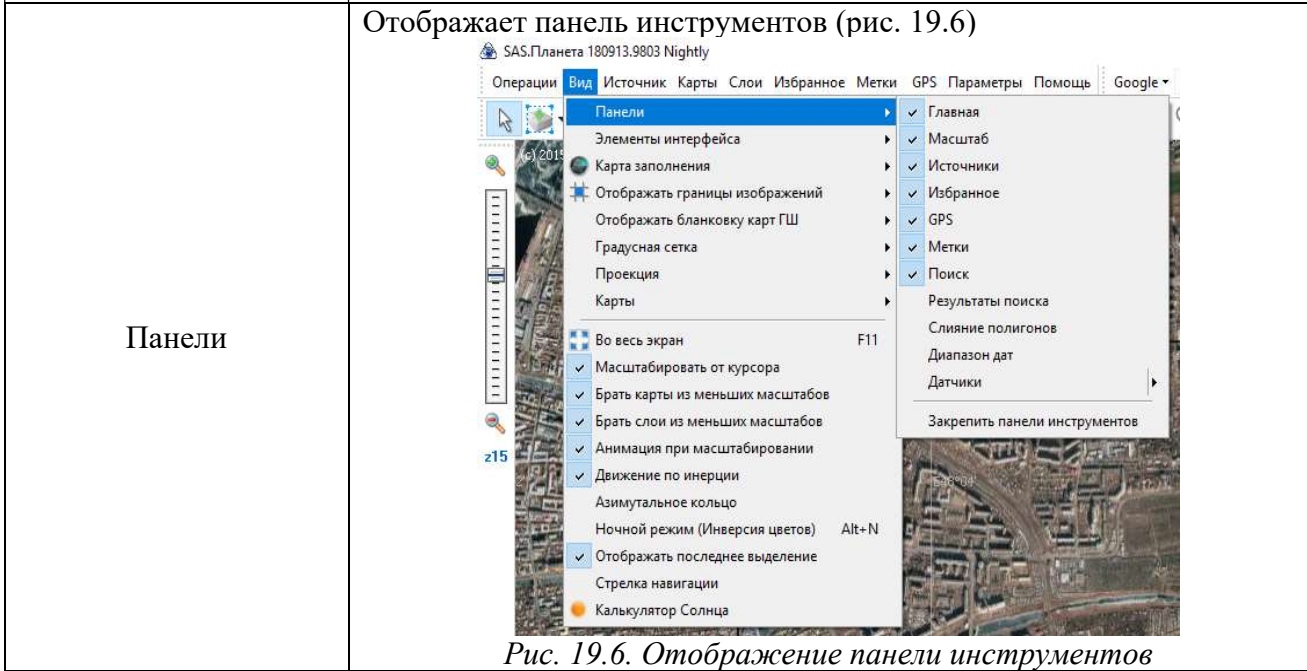 Отображает панель инструментов (рис. 19.6)
SAS.Планета 180913.9803 Nightly
Операции Вид Источник Карты Слои Избранное Метки GPS Параметры Помощь Google
Панели
Элементы интерфейса
Карта заполнения
Отображать границы изображений
Отображать бланковку карт ГШ
Градусная сетка
Проекция
Карты
Во весь экран F11
Масштабировать от курсора
Брать карты из меньших масштабов
Брать слои из меньших масштабов
Анимация при масштабировании
Движение по инерции
Азимутальное кольцо
Ночной режим (Инверсия цветов) Alt+N
Отображать последнее выделение
Стрелка навигации
Калькулятор Солнца
Главная
Масштаб
Источники
Избранное
GPS
Метки
Поиск
Результаты поиска
Слияние полигонов
Диапазон дат
Датчики
Закрепить панели инструментов
(c) 2015
z15
Панели
Рис. 19.6. Отображение панели инструментов